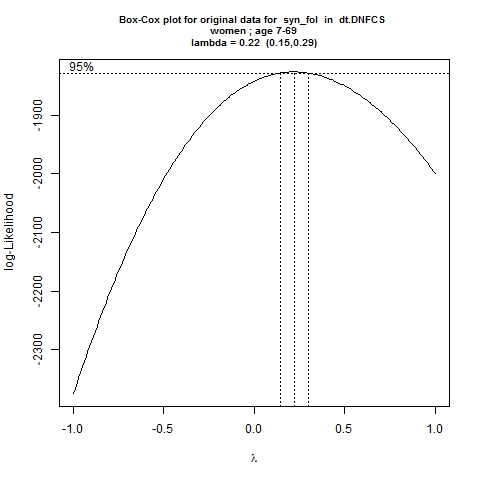 Box-Cox plot for original data for syn_fol in dt.DNFCS
women ; age 7-69
lambda = 0.22 (0.15,0.29)
95%
log-Likelihood
-1900
-2000
-2100
-2200
-2300
-1.0 -0.5 0.0 0.5 1.0
λ